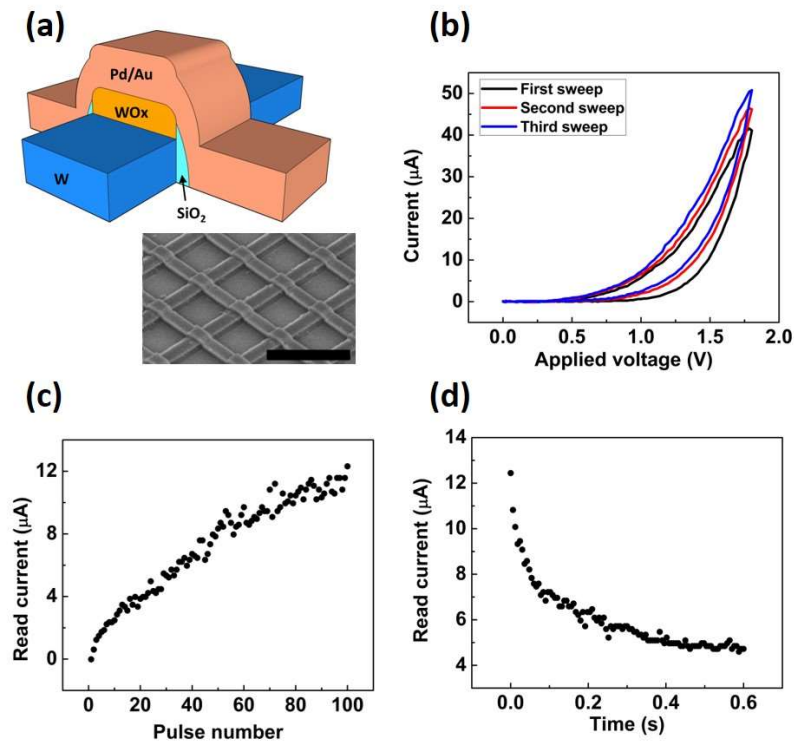 (a)
Pd/Au
WOx
W
SiO₂
(b)
First sweep
Second sweep
Third sweep
50
40
30
20
10
0
Current (μA)
0.0 0.5 1.0 1.5 2.0
Applied voltage (V)
(c)
12
8
4
0
Read current (μA)
0 20 40 60 80 100
Pulse number
(d)
14
12
10
8
6
4
Read current (μA)
0.0 0.2 0.4 0.6
Time (s)